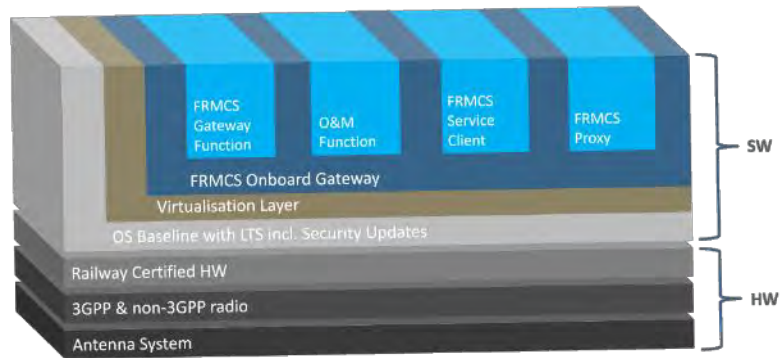 FRMCS
Gateway
Function
O&M
Function
FRMCS
Service
Client
FRMCS
Proxy
FRMCS Onboard Gateway
Virtualisation Layer
OS Baseline with LTS incl. Security Updates
SW
Railway Certified HW
3GPP & non-3GPP radio
HW
Antenna System